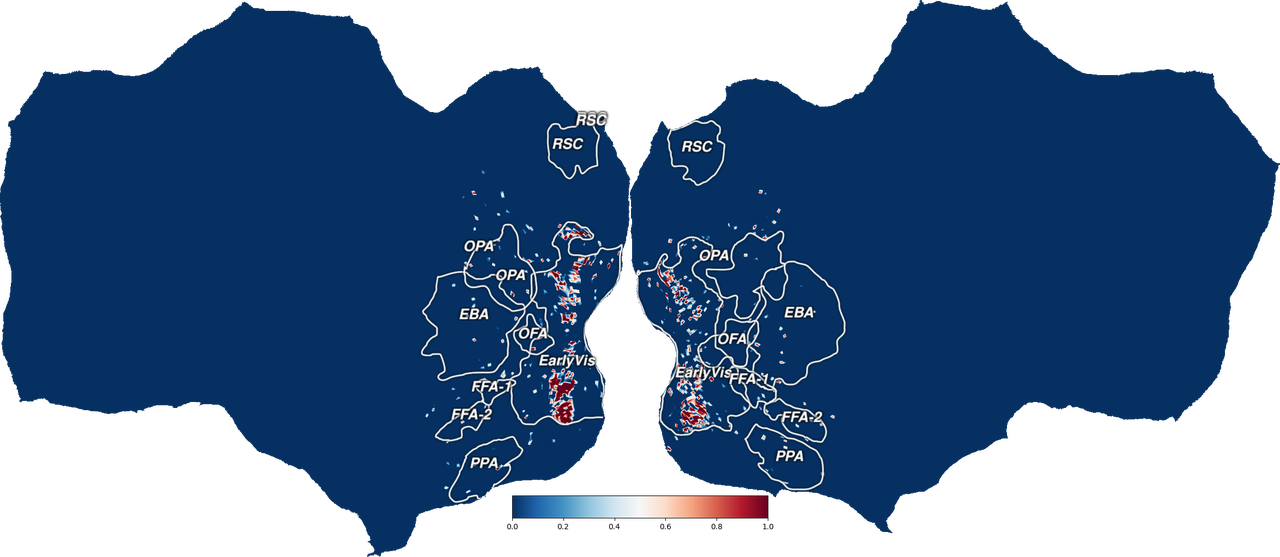 RSC
RSC
RSC
OPA
OPA
OPA
EBA
EBA
OFA
OFA
EarlyVis
EarlyVis
FFA-1
FFA-1
FFA-2
FFA-2
PPA
PPA
0.0 0.2 0.4 0.6 0.8 1.0